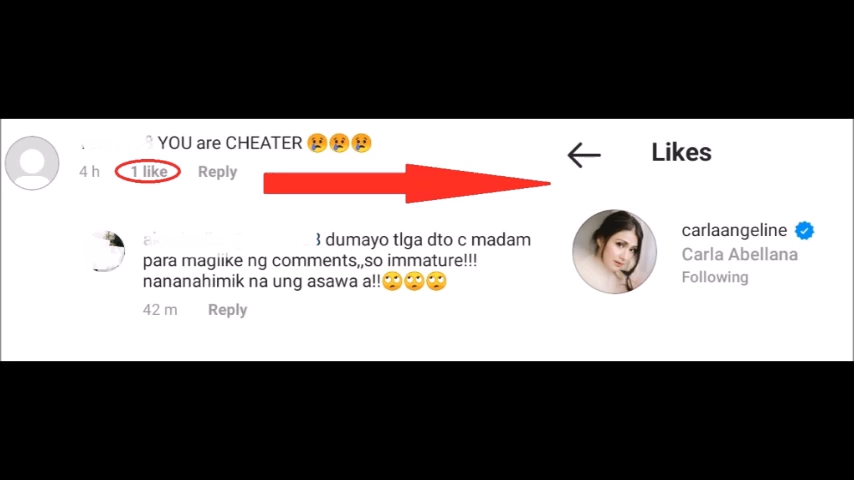 YOU are CHEATER 😢😢😢
4 h 1 like Reply
dumayo tlga dto c madam
para maglike ng comments,,so immature!!!
nananahimik na ung asawa a!!🙄🙄🙄
42 m Reply
Likes
carlaangeline
Carla Abellana
Following